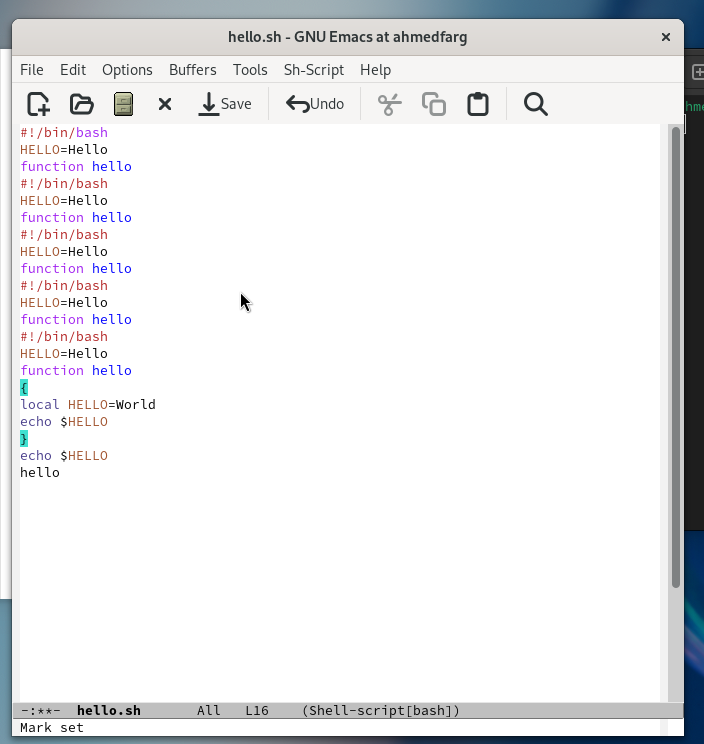 hello.sh - GNU Emacs at ahmedfarg
File Edit Options Buffers Tools Sh-Script Help
Save Undo
#!/bin/bash
HELLO=Hello
function hello
#!/bin/bash
HELLO=Hello
function hello
#!/bin/bash
HELLO=Hello
function hello
#!/bin/bash
HELLO=Hello
function hello
#!/bin/bash
HELLO=Hello
function hello
{
local HELLO=World
echo $HELLO
}
echo $HELLO
hello
-:**- hello.sh All L16 (Shell-script[bash])
Mark set